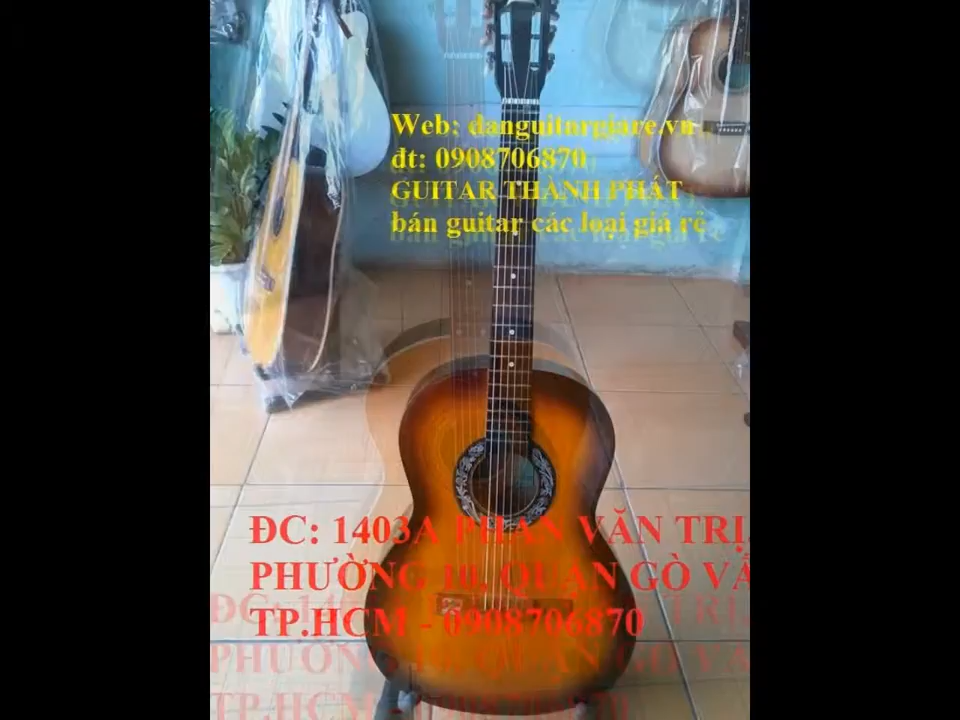 Web: danguitargiare.vn
đt: 0908706870
GUITAR THÀNH PHÁT
bán guitar các loại giá rẻ
ĐC: 1403A PHAN VĂN TRỊ,
PHƯỜNG 10, QUẬN GÒ VẤ
TP.HCM - 0908706870